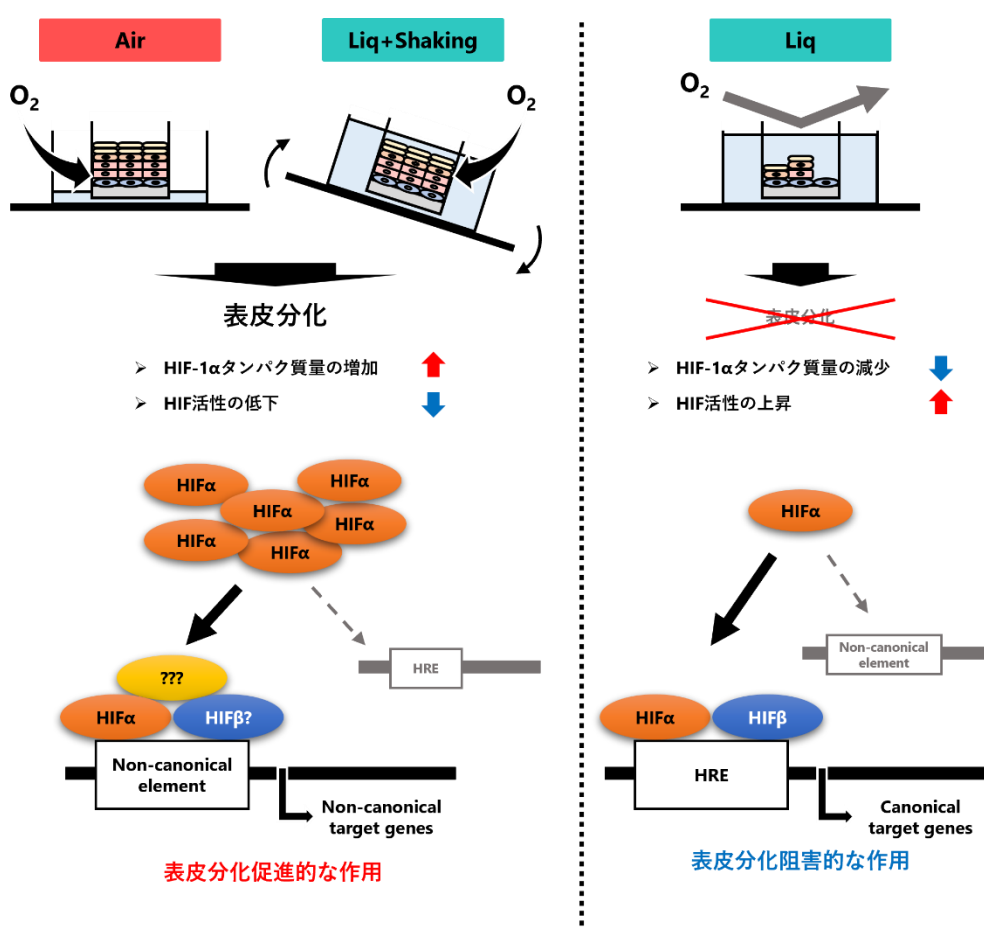 Air
Liq+Shaking
O2
O2
表皮分化
HIF-1αタンパク質量の増加
HIF活性の低下
HIFα
HIFα
HIFα
HIFα
HIFα
HIFα
HRE
???
HIFα
HIFβ?
Non-canonical
element
Non-canonical
target genes
表皮分化促進的な作用
Liq
O2
表皮分化
HIF-1αタンパク質量の減少
HIF活性の上昇
HIFα
Non-canonical
element
HIFα
HIFβ
HRE
Canonical
target genes
表皮分化阻害的な作用